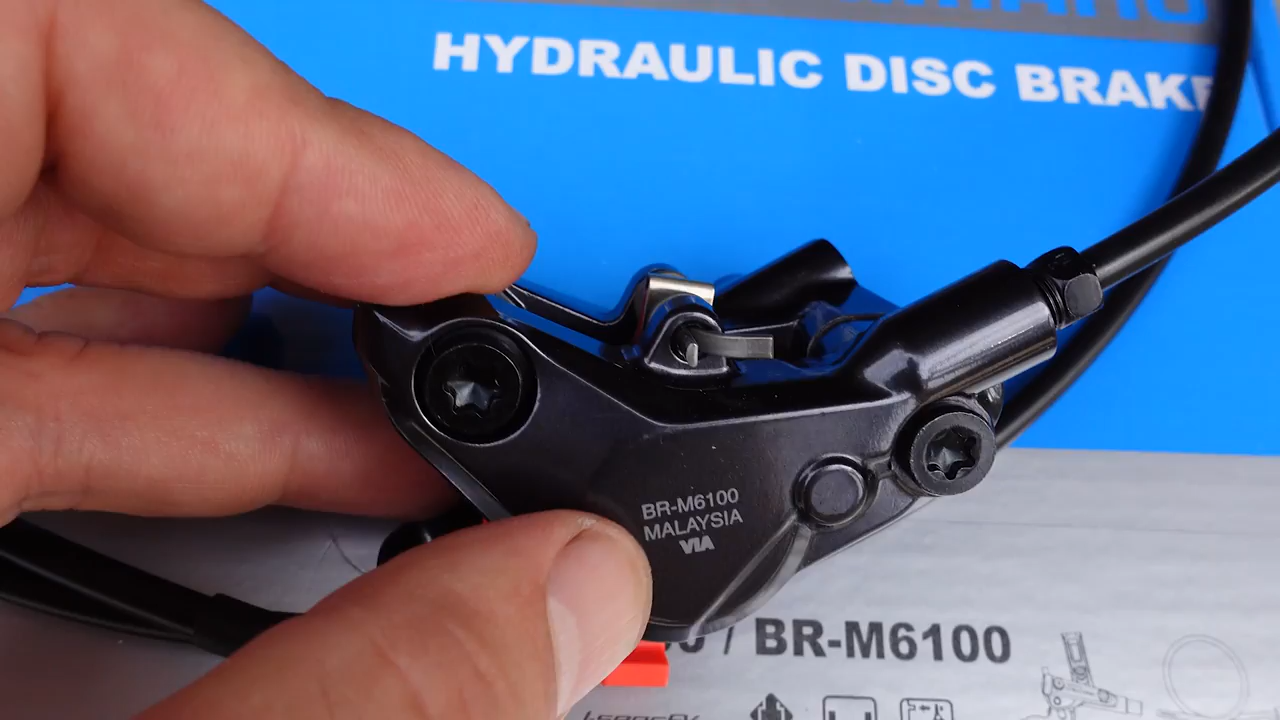 HYDRAULIC DISC BRAKE
BR-M6100
MALAYSIA
VIA
/ BR-M6100